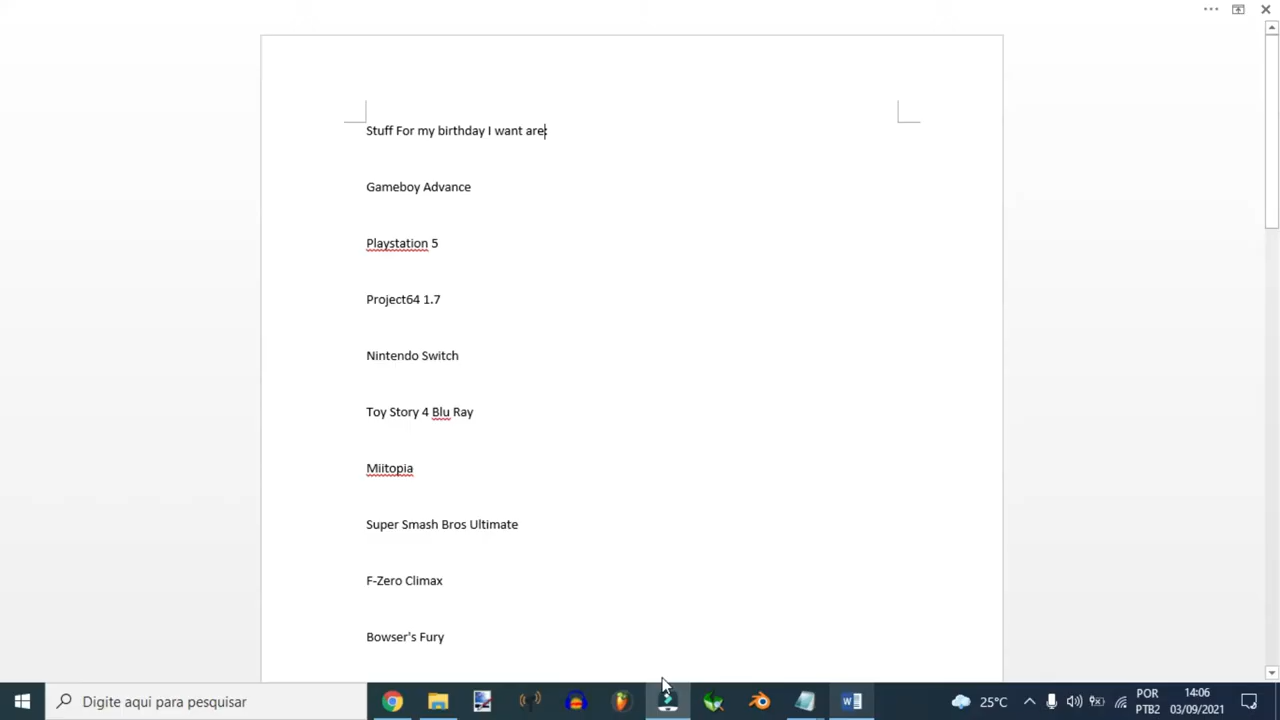 Stuff For my birthday I want are:
Gameboy Advance
Playstation 5
Project64 1.7
Nintendo Switch
Toy Story 4 Blu Ray
Miitopia
Super Smash Bros Ultimate
F-Zero Climax
Bowser's Fury
Digite aqui para pesquisar
25°C
POR
PTB2
14:06
03/09/2021